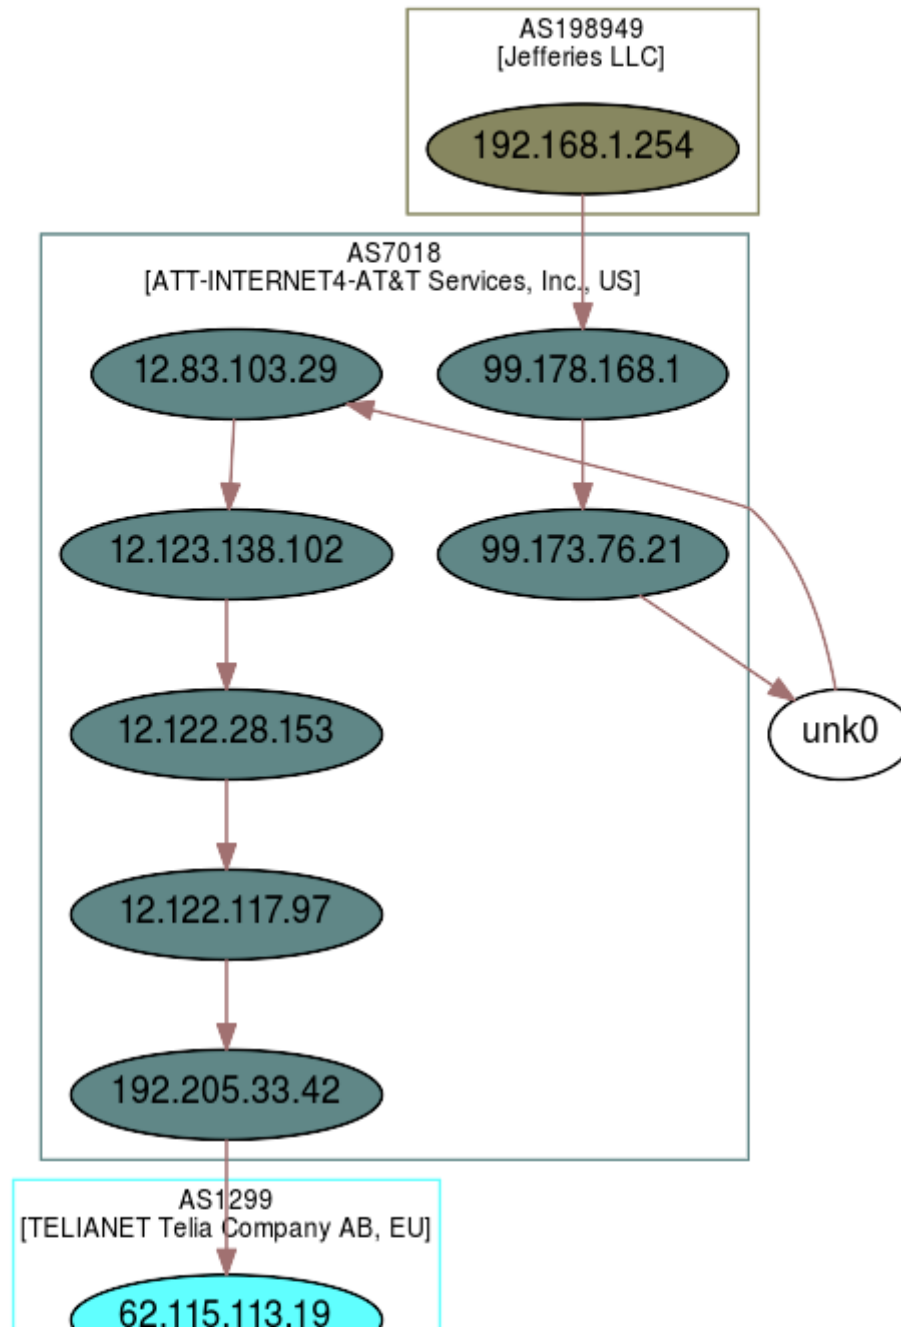 AS198949
[Jefferies LLC]
192.168.1.254
AS7018
[ATT-INTERNET4-AT&T Services, Inc., US]
12.83.103.29
99.178.168.1
12.123.138.102
99.173.76.21
12.122.28.153
unk0
12.122.117.97
192.205.33.42
AS1299
[TELIANET Telia Company AB, EU]
62.115.113.19